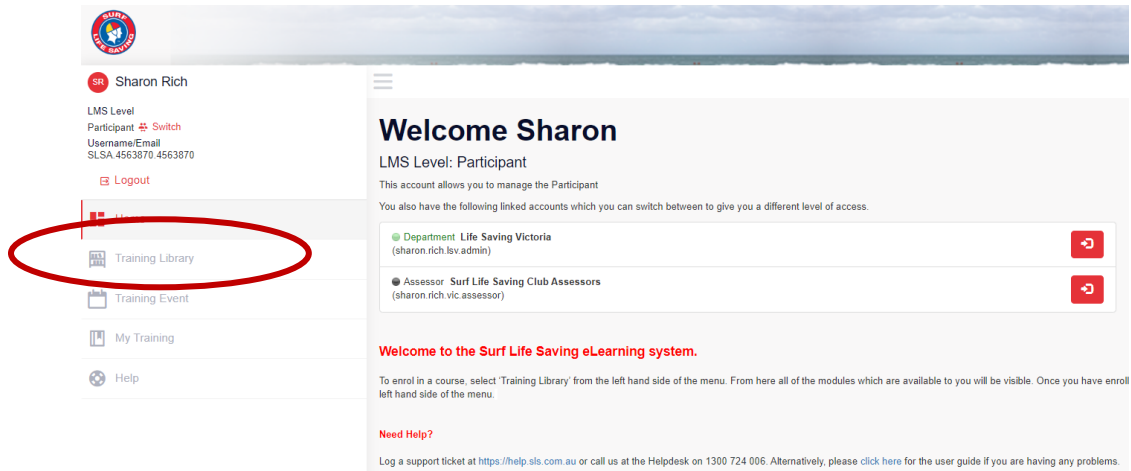 SURF
LIFE SAVING
SR Sharon Rich
LMS Level
Participant Switch
Username/Email
SLSA.4563870.4563870
Logout
Home
Training Library
Training Event
My Training
Help
Welcome Sharon
LMS Level: Participant
This account allows you to manage the Participant
You also have the following linked accounts which you can switch between to give you a different level of access.
Department Life Saving Victoria
(sharon.rich.lsv.admin)
Assessor Surf Life Saving Club Assessors
(sharon.rich.vic.assessor)
Welcome to the Surf Life Saving eLearning system.
To enrol in a course, select 'Training Library' from the left hand side of the menu. From here all of the modules which are available to you will be visible. Once you have enroll
left hand side of the menu.
Need Help?
Log a support ticket at https://help.sls.com.au or call us at the Helpdesk on 1300 724 006. Alternatively, please click here for the user guide if you are having any problems.